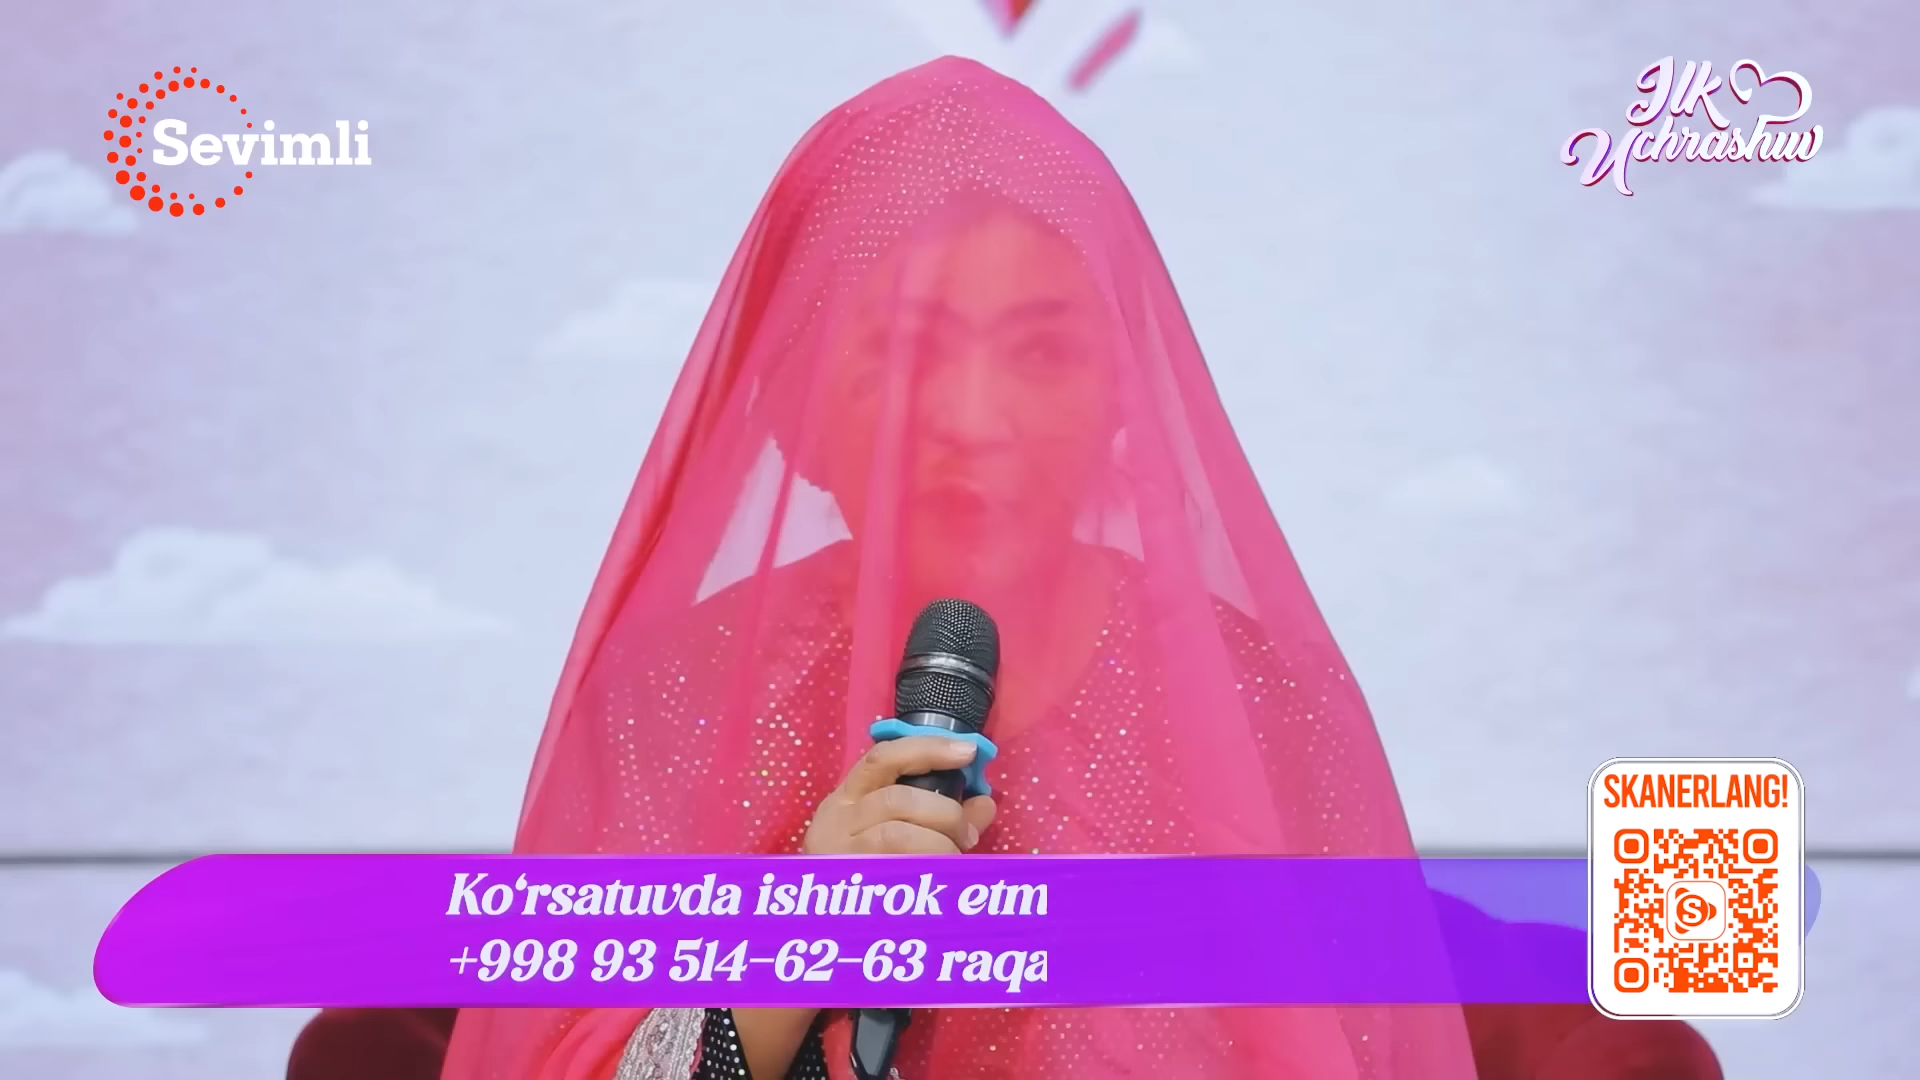 Sevimli
Ilk
Uchrashuv
SKANERLANG!
Ko‘rsatuvda ishtirok etm
+998 93 514-62-63 raqa